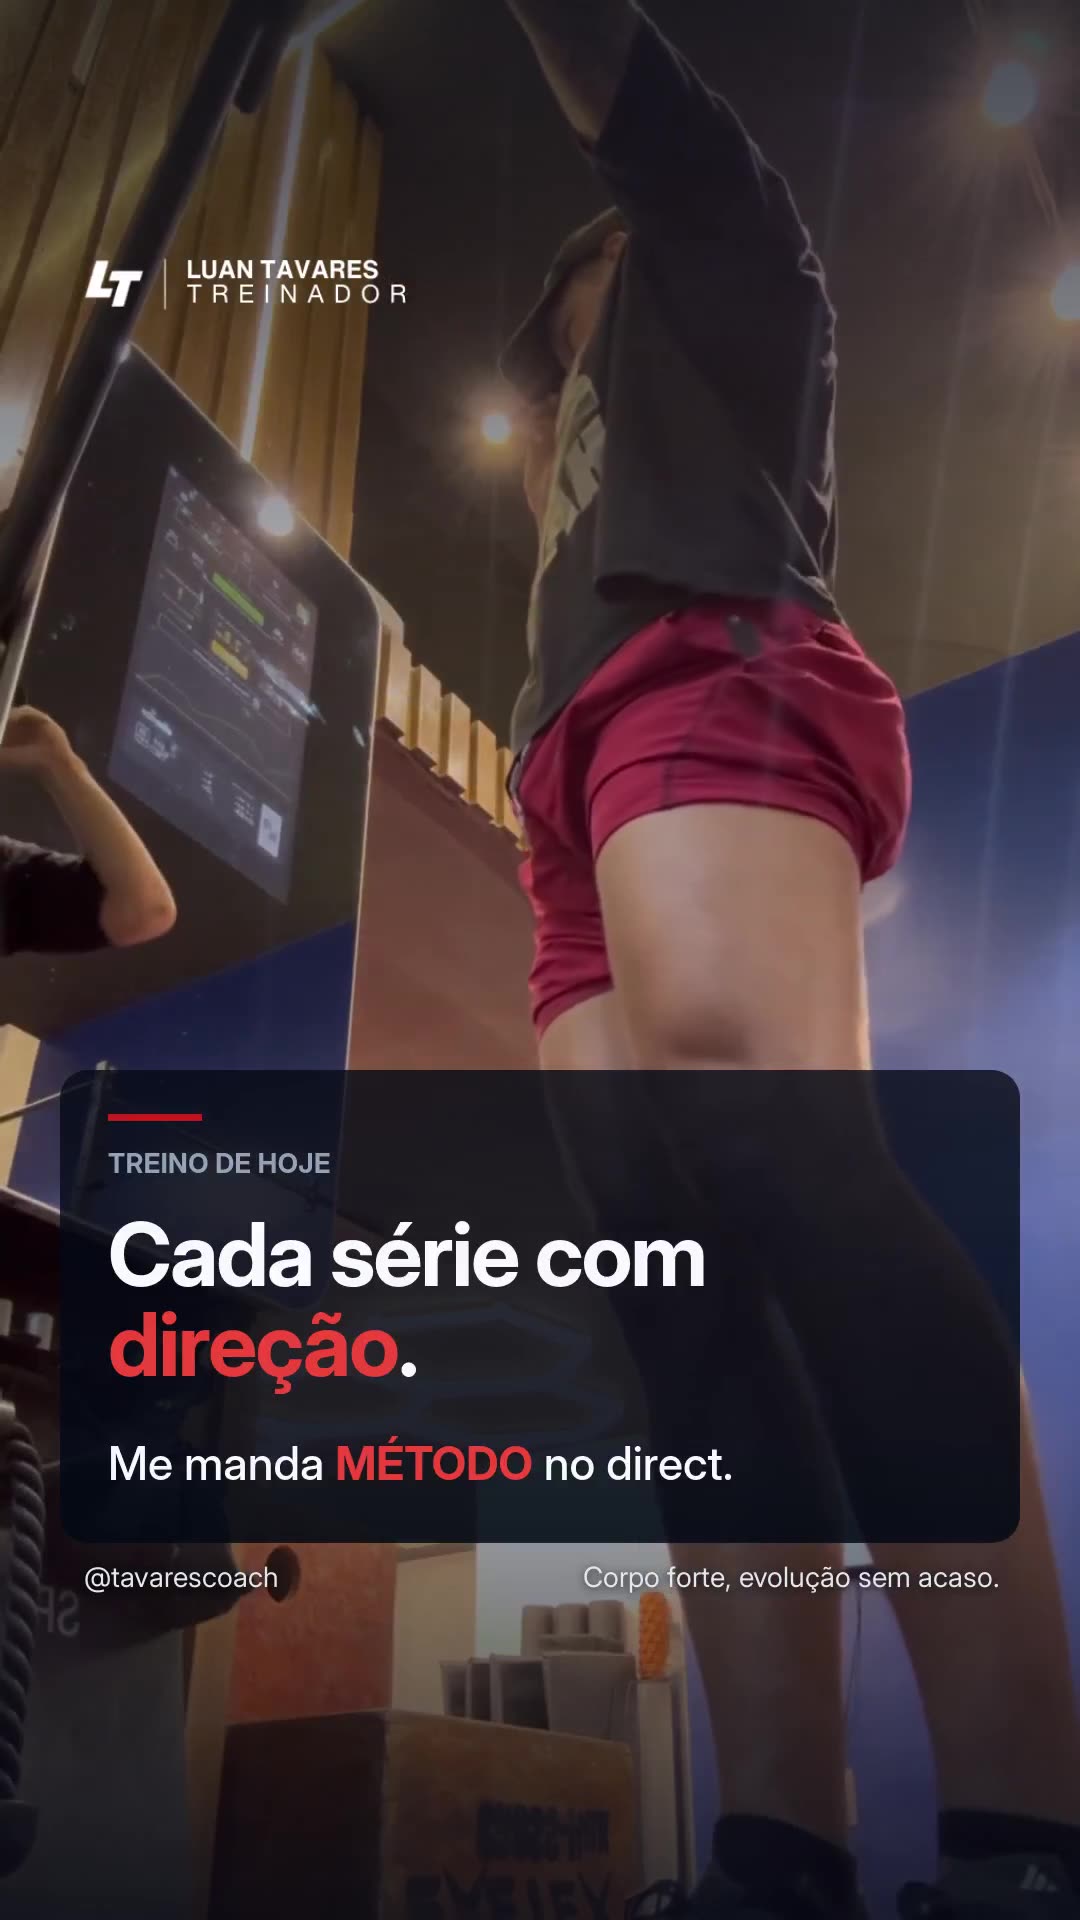 LT
LUAN TAVARES
TREINADOR
TREINO DE HOJE
Cada série com
direção.
Me manda MÉTODO no direct.
@tavarescoach
Corpo forte, evolução sem acaso.